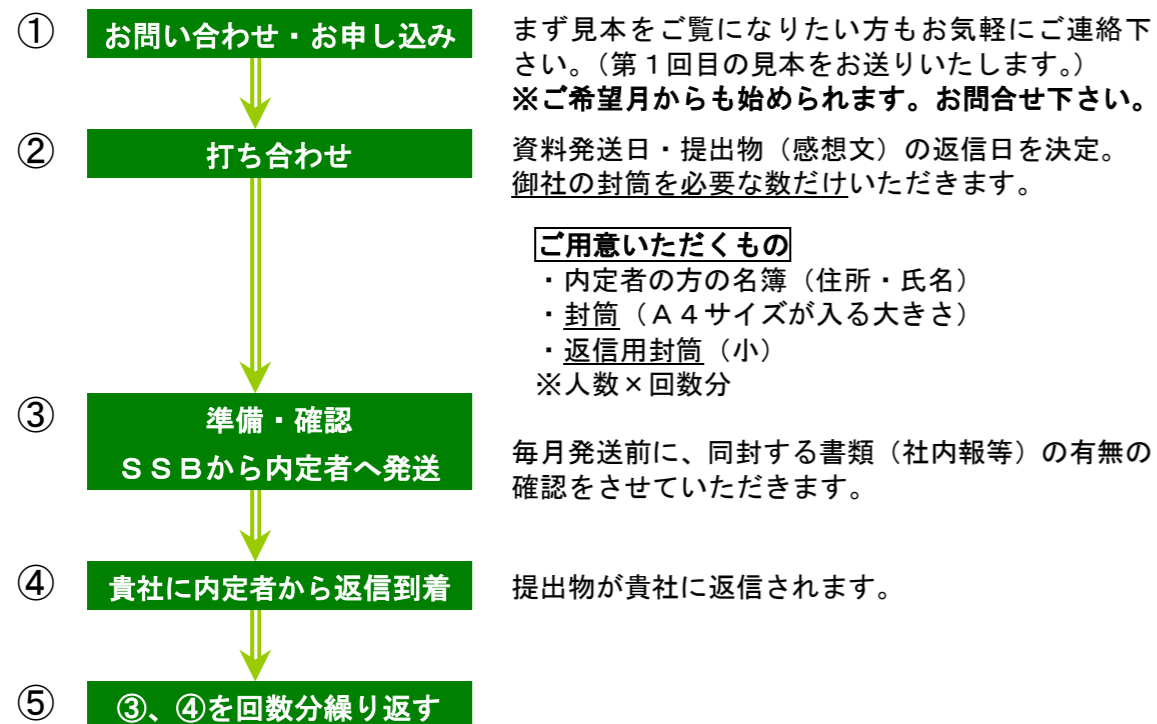 ① お問い合わせ・お申し込み
まず見本をご覧になりたい方もお気軽にご連絡下
さい。（第１回目の見本をお送りいたします。）
※ご希望月からも始められます。お問合せ下さい。
② 打ち合わせ
資料発送日・提出物（感想文）の返信日を決定。
御社の封筒を必要な数だけいただきます。
ご用意いただくもの
・内定者の方の名簿（住所・氏名）
・封筒（Ａ４サイズが入る大きさ）
・返信用封筒（小）
※人数×回数分
③ 準備・確認
ＳＳＢから内定者へ発送
毎月発送前に、同封する書類（社内報等）の有無の
確認をさせていただきます。
④ 貴社に内定者から返信到着
提出物が貴社に返信されます。
⑤ ③、④を回数分繰り返す